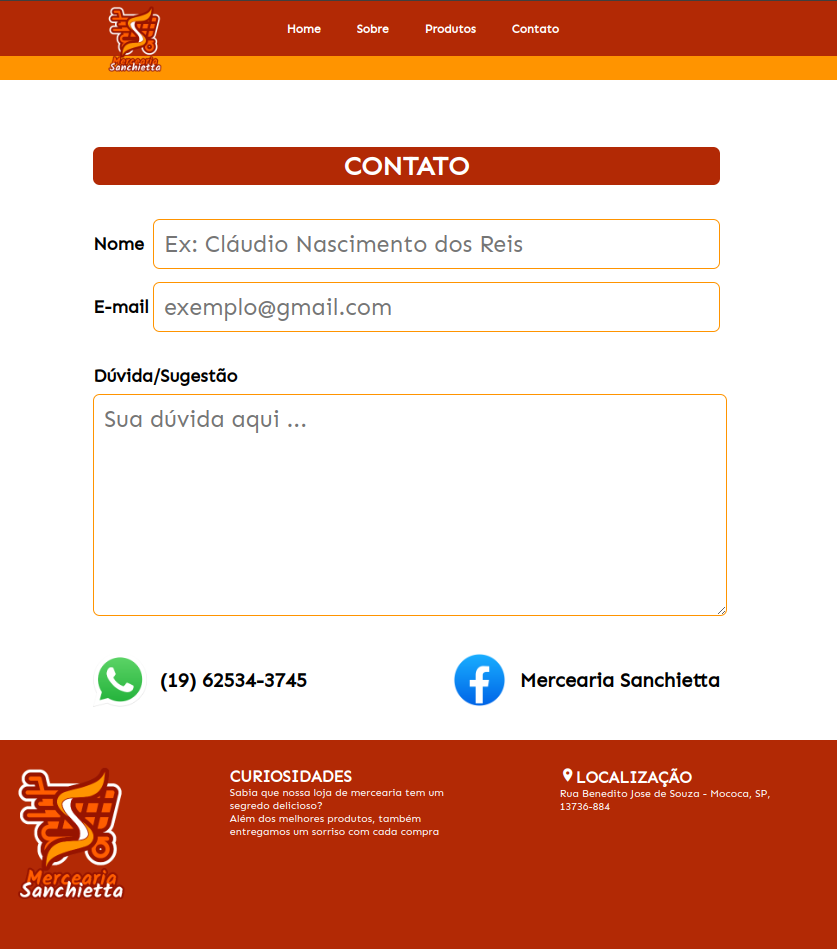 Mercearia
Sanchietta
Home Sobre Produtos Contato
CONTATO
Nome Ex: Cláudio Nascimento dos Reis
E-mail exemplo@gmail.com
Dúvida/Sugestão
Sua dúvida aqui ...
(19) 62534-3745 Mercearia Sanchietta
Mercearia
Sanchietta
CURIOSIDADES
Sabia que nossa loja de mercearia tem um
segredo delicioso?
Além dos melhores produtos, também
entregamos um sorriso com cada compra
LOCALIZAÇÃO
Rua Benedito Jose de Souza - Mococa, SP,
13736-884